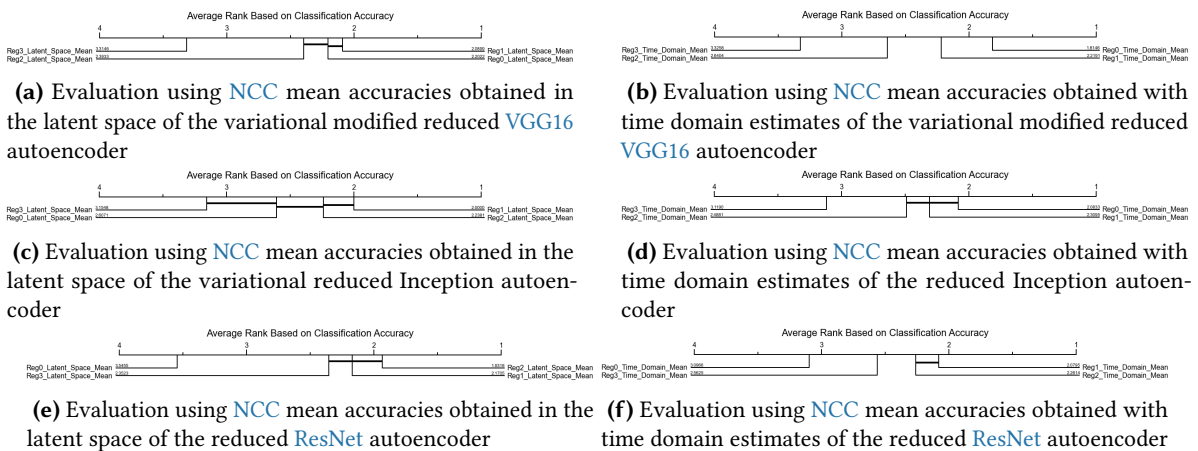 Average Rank Based on Classification Accuracy
4 3 2 1
Reg3_Latent_Space_Mean Reg1_Latent_Space_Mean
Reg2_Latent_Space_Mean Reg0_Latent_Space_Mean
(a) Evaluation using NCC mean accuracies obtained in
the latent space of the variational modified reduced VGG16
autoencoder
Average Rank Based on Classification Accuracy
4 3 2 1
Reg3_Time_Domain_Mean Reg0_Time_Domain_Mean
Reg2_Time_Domain_Mean Reg1_Time_Domain_Mean
(b) Evaluation using NCC mean accuracies obtained with
time domain estimates of the variational modified reduced
VGG16 autoencoder
Average Rank Based on Classification Accuracy
4 3 2 1
Reg3_Latent_Space_Mean Reg1_Latent_Space_Mean
Reg0_Latent_Space_Mean Reg2_Latent_Space_Mean
(c) Evaluation using NCC mean accuracies obtained in the
latent space of the variational reduced Inception autoen-
coder
Average Rank Based on Classification Accuracy
4 3 2 1
Reg3_Time_Domain_Mean Reg0_Time_Domain_Mean
Reg2_Time_Domain_Mean Reg1_Time_Domain_Mean
(d) Evaluation using NCC mean accuracies obtained with
time domain estimates of the reduced Inception autoen-
coder
Average Rank Based on Classification Accuracy
4 3 2 1
Reg0_Latent_Space_Mean Reg2_Latent_Space_Mean
Reg3_Latent_Space_Mean Reg1_Latent_Space_Mean
(e) Evaluation using NCC mean accuracies obtained in the
latent space of the reduced ResNet autoencoder
Average Rank Based on Classification Accuracy
4 3 2 1
Reg0_Time_Domain_Mean Reg1_Time_Domain_Mean
Reg3_Time_Domain_Mean Reg2_Time_Domain_Mean
(f) Evaluation using NCC mean accuracies obtained with
time domain estimates of the reduced ResNet autoencoder